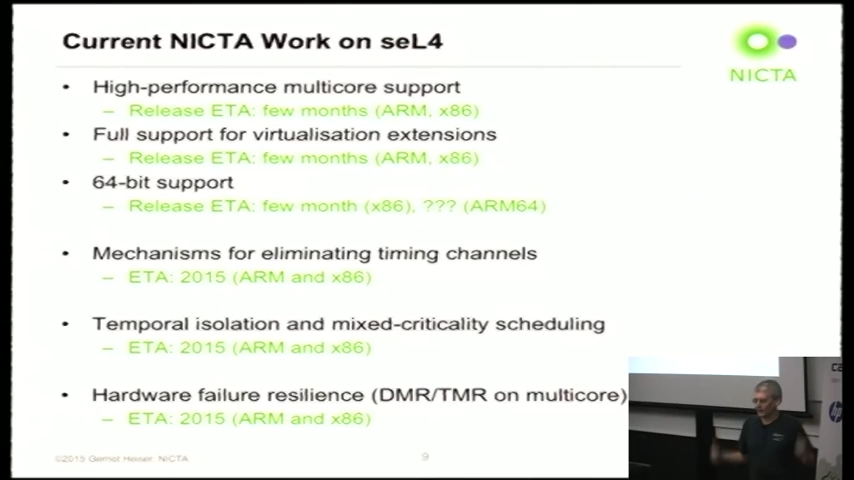 Current NICTA Work on seL4
NICTA
• High-performance multicore support
– Release ETA: few months (ARM, x86)
• Full support for virtualisation extensions
– Release ETA: few months (ARM, x86)
• 64-bit support
– Release ETA: few month (x86), ??? (ARM64)
• Mechanisms for eliminating timing channels
– ETA: 2015 (ARM and x86)
• Temporal isolation and mixed-criticality scheduling
– ETA: 2015 (ARM and x86)
• Hardware failure resilience (DMR/TMR on multicore)
– ETA: 2015 (ARM and x86)
©2015 Gernot Heiser: NICTA
9
hp